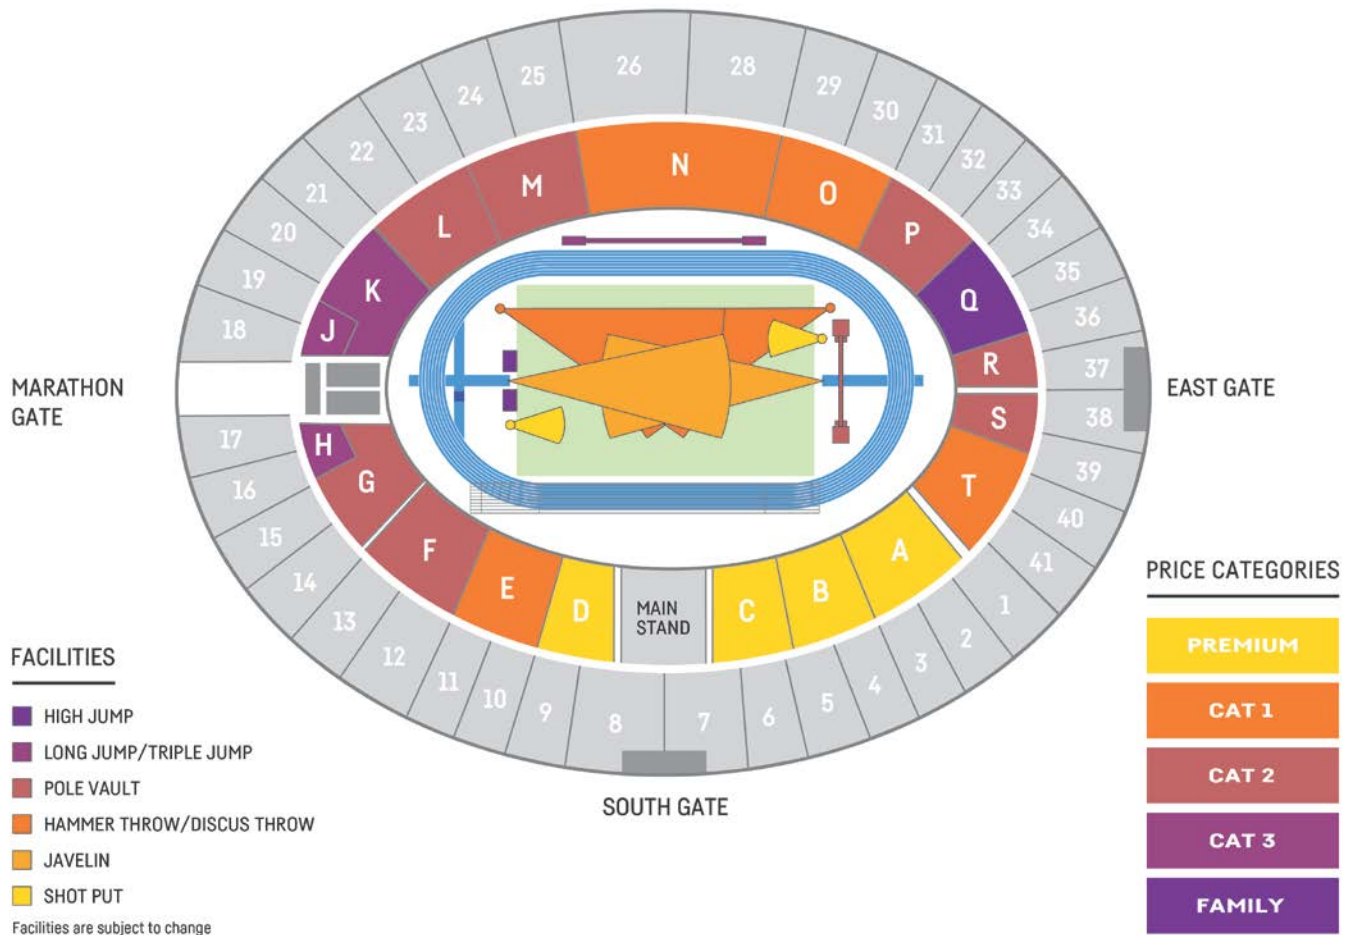 26
28
25
29
24
30
23
31
22
32
21
33
20
34
19
35
18
36
37
17
38
16
39
15
40
14
41
13
1
12
2
11
3
10
4
9
5
8
7
6
N
M
O
L
P
K
Q
J
R
H
S
G
T
F
A
E
B
D
C
MAIN
STAND
MARATHON
GATE
EAST GATE
SOUTH GATE
FACILITIES
HIGH JUMP
LONG JUMP/TRIPLE JUMP
POLE VAULT
HAMMER THROW/DISCUS THROW
JAVELIN
SHOT PUT
Facilities are subject to change
PRICE CATEGORIES
PREMIUM
CAT 1
CAT 2
CAT 3
FAMILY